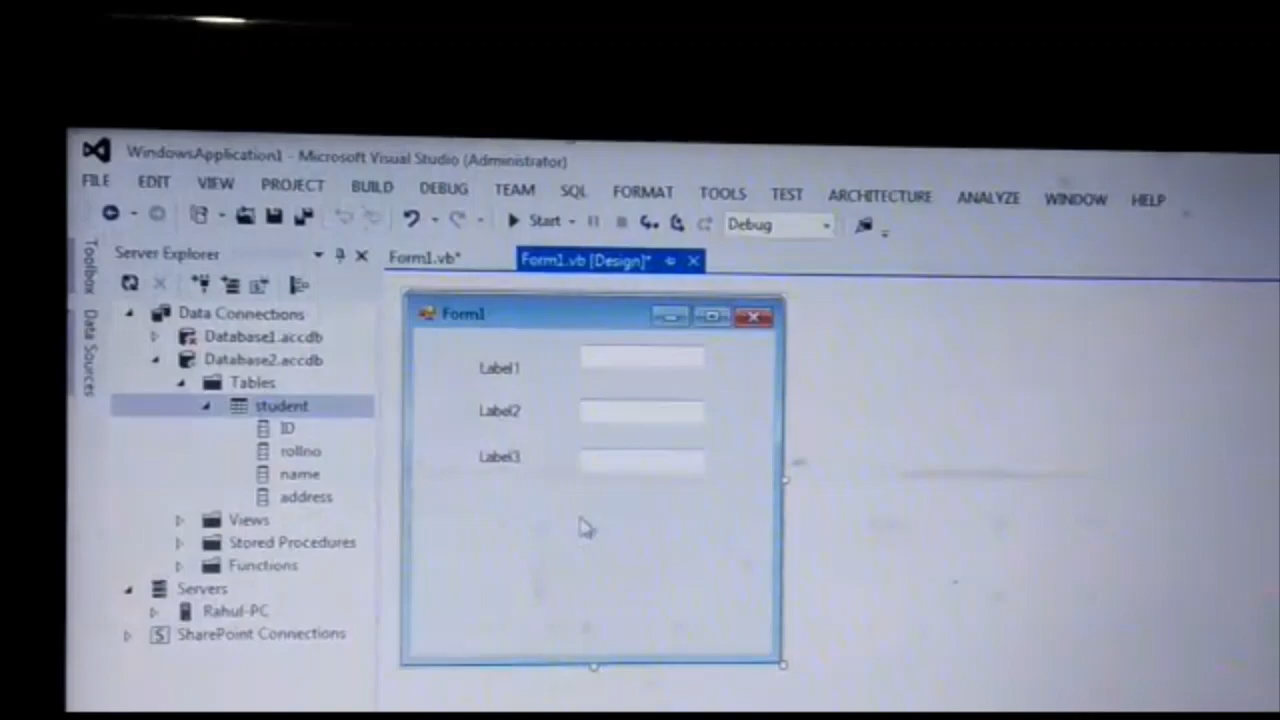 WindowsApplication1 - Microsoft Visual Studio (Administrator)
FILE EDIT VIEW PROJECT BUILD DEBUG TEAM SQL FORMAT TOOLS TEST ARCHITECTURE ANALYZE WINDOW HELP
Start Debug
Toolbox
Data Sources
Server Explorer
Data Connections
Database1.accdb
Database2.accdb
Tables
student
ID
rollno
name
address
Views
Stored Procedures
Functions
Servers
Rahul-PC
SharePoint Connections
Form1.vb* Form1.vb [Design]*
Form1
Label1
Label2
Label3